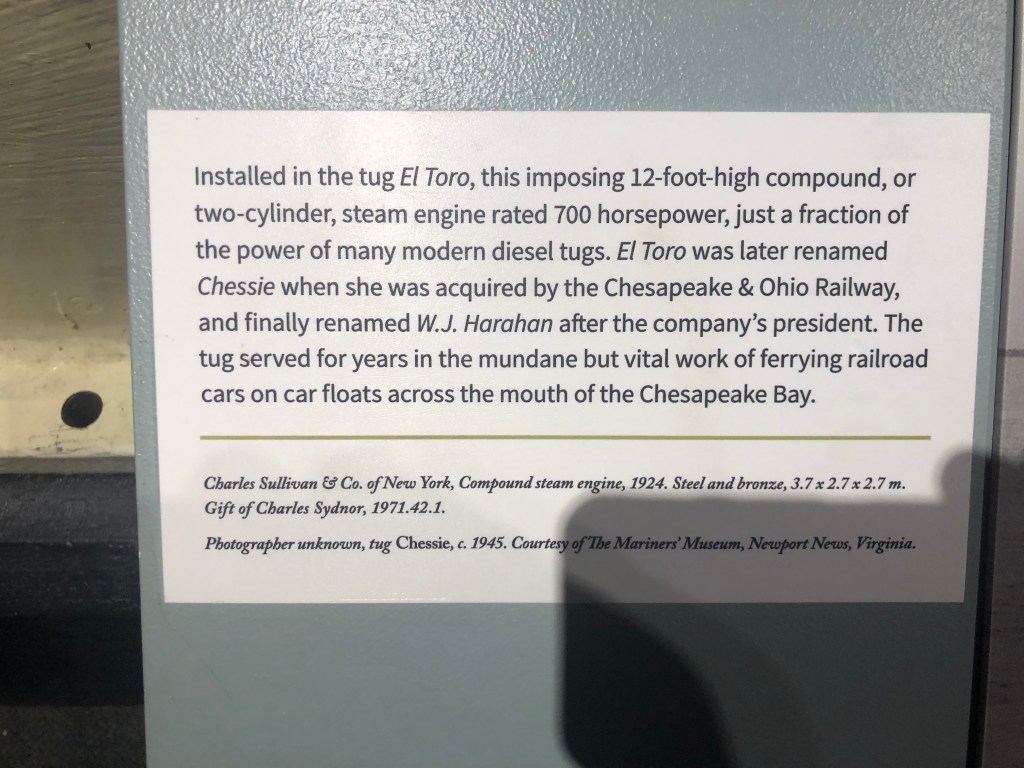 Installed in the tug El Toro, this imposing 12-foot-high compound, or
two-cylinder, steam engine rated 700 horsepower, just a fraction of
the power of many modern diesel tugs. El Toro was later renamed
Chessie when she was acquired by the Chesapeake & Ohio Railway,
and finally renamed W.J. Harahan after the company’s president. The
tug served for years in the mundane but vital work of ferrying railroad
cars on car floats across the mouth of the Chesapeake Bay.
Charles Sullivan & Co. of New York, Compound steam engine, 1924. Steel and bronze, 3.7 x 2.7 x 2.7 m.
Gift of Charles Sydnor, 1971.42.1.
Photographer unknown, tug Chessie, c. 1945. Courtesy of The Mariners’ Museum, Newport News, Virginia.